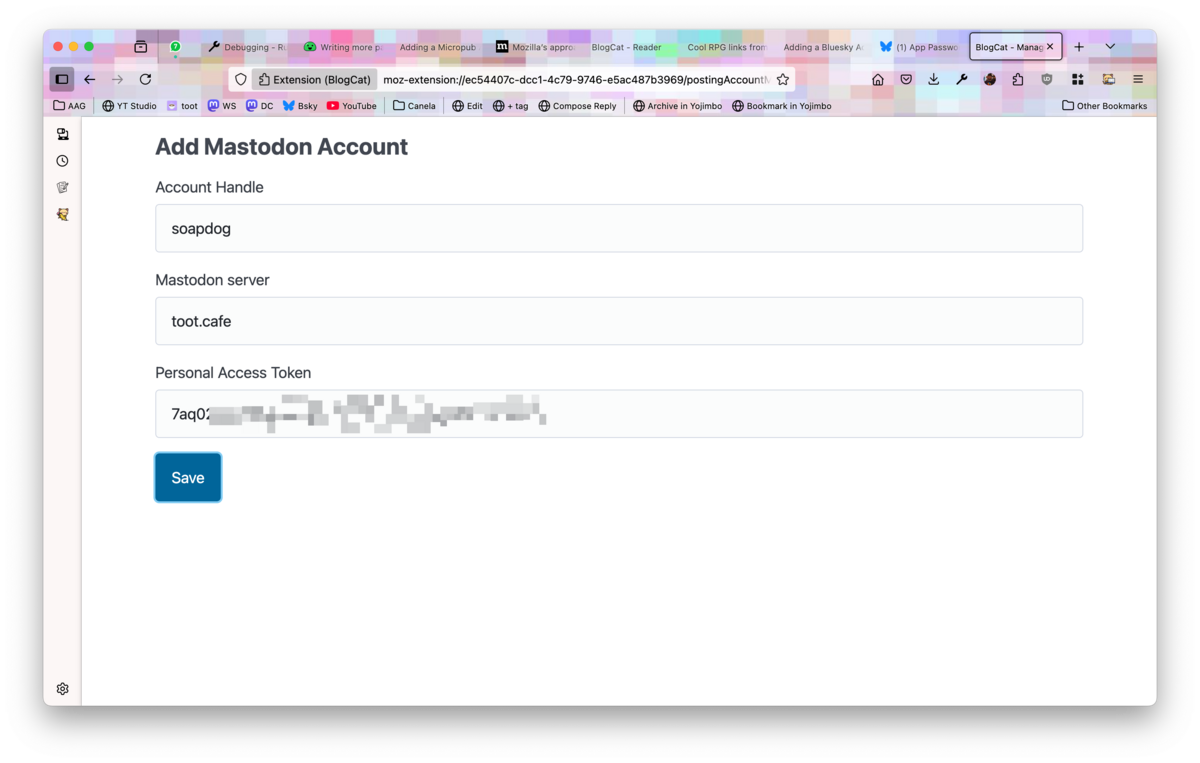 Debugging - Ru
Writing more p
Adding a Micropub
m
Mozilla's appro
BlogCat - Reader
Cool RPG links from
Adding a Bluesky A
(1) App Passwo
BlogCat - Manag
Extension (BlogCat)
moz-extension://ec54407c-dcc1-4c79-9746-e5ac487b3969/postingAccountM
AAG
YT Studio
toot
WS
DC
Bsky
YouTube
Canela
Edit
+ tag
Compose Reply
Archive in Yojimbo
Bookmark in Yojimbo
Other Bookmarks
Add Mastodon Account
Account Handle
soapdog
Mastodon server
toot.cafe
Personal Access Token
7aq02
Save